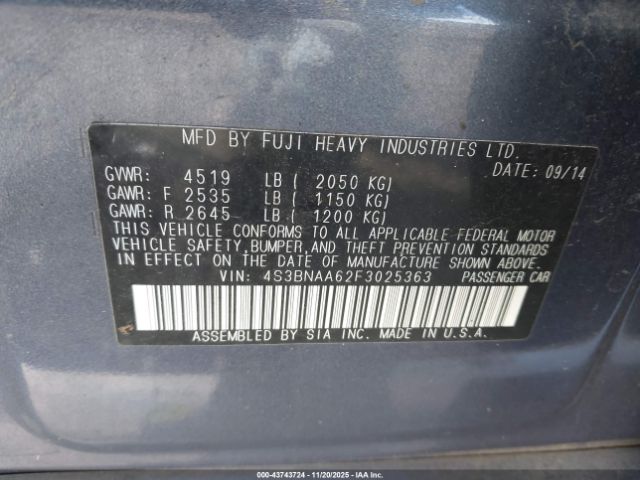 MFD BY FUJI HEAVY INDUSTRIES LTD.
DATE: 09/14
GVWR: 4519 LB ( 2050 KG)
GAWR: F 2535 LB ( 1150 KG)
GAWR: R 2645 LB ( 1200 KG)
THIS VEHICLE CONFORMS TO ALL APPLICABLE FEDERAL MOTOR
VEHICLE SAFETY, BUMPER, AND THEFT PREVENTION STANDARDS
IN EFFECT ON THE DATE OF MANUFACTURE SHOWN ABOVE.
VIN: 4S3BNAA62F3025363 PASSENGER CAR
ASSEMBLED BY SIA INC. MADE IN U.S.A.
000-43743724 - 11/20/2025 - IAA Inc.